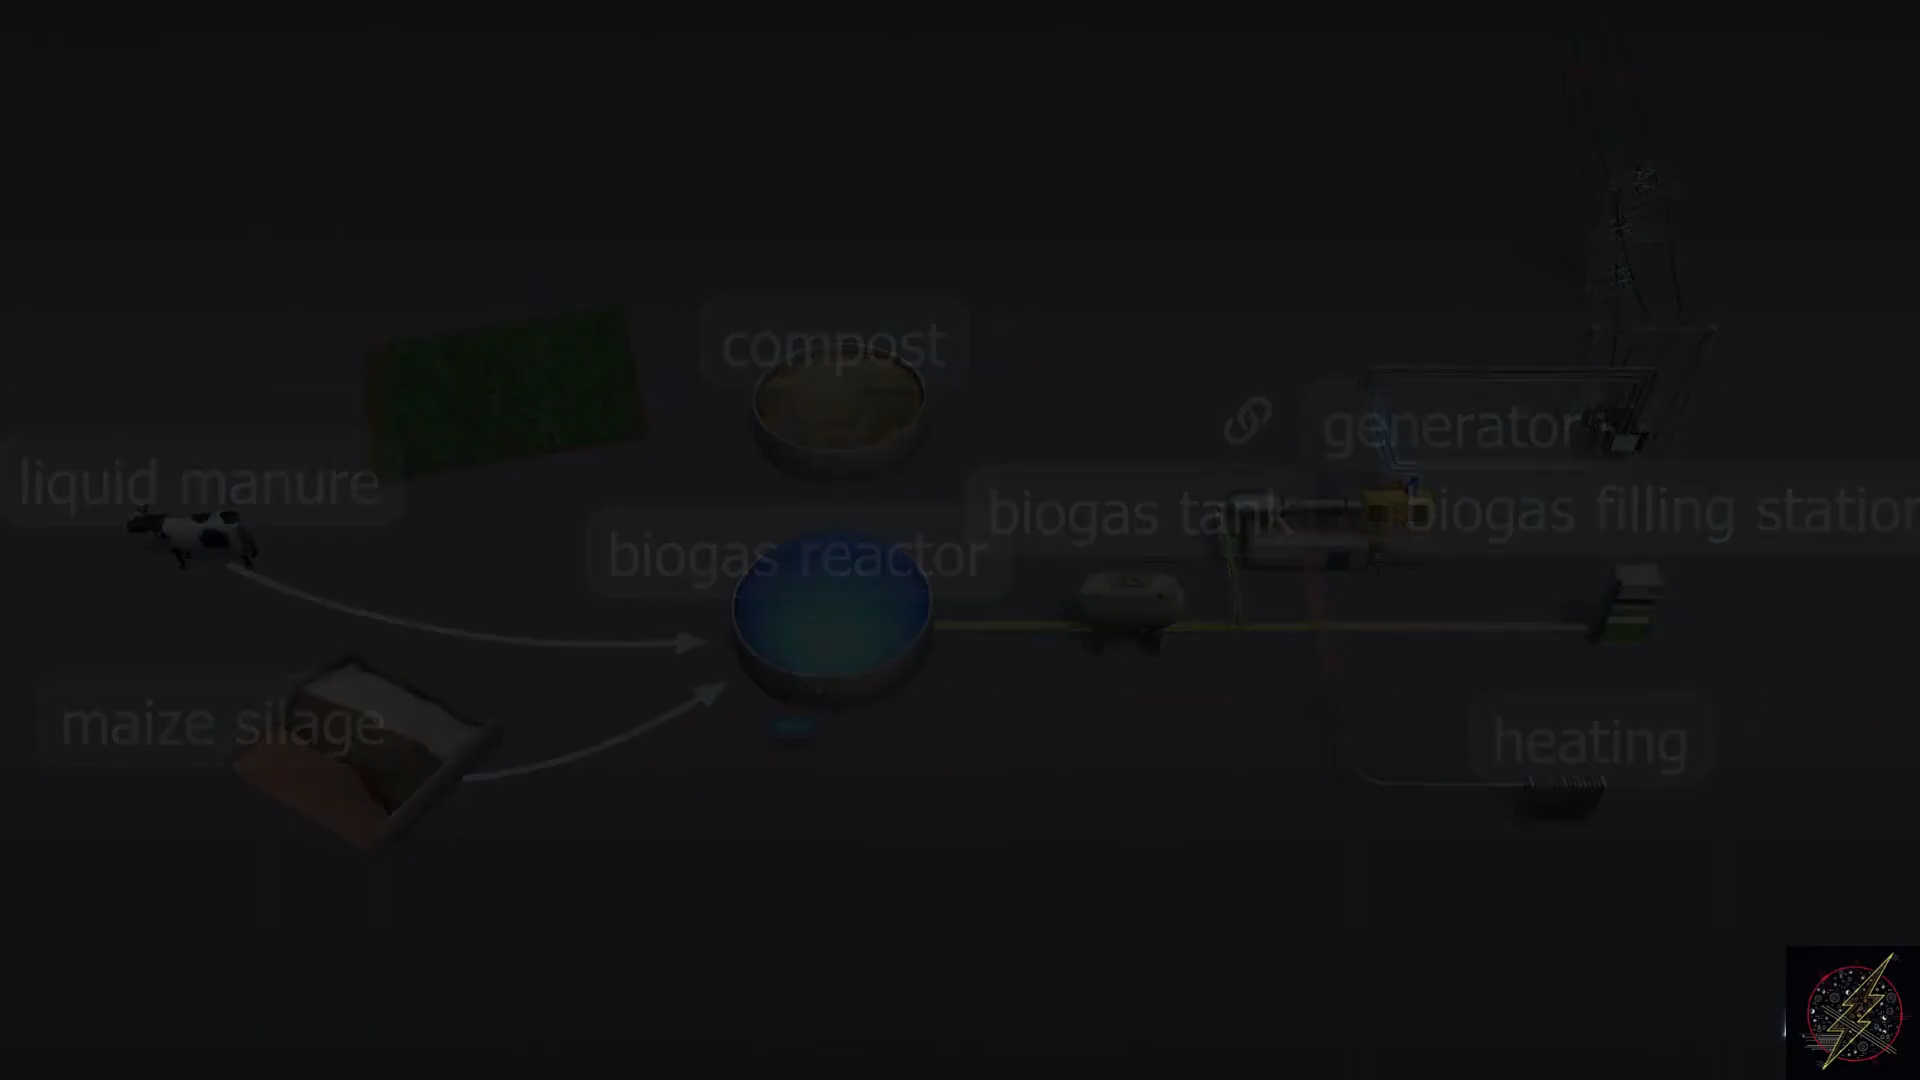 compost
generator
liquid manure
biogas tank
biogas filling station
biogas reactor
maize silage
heating